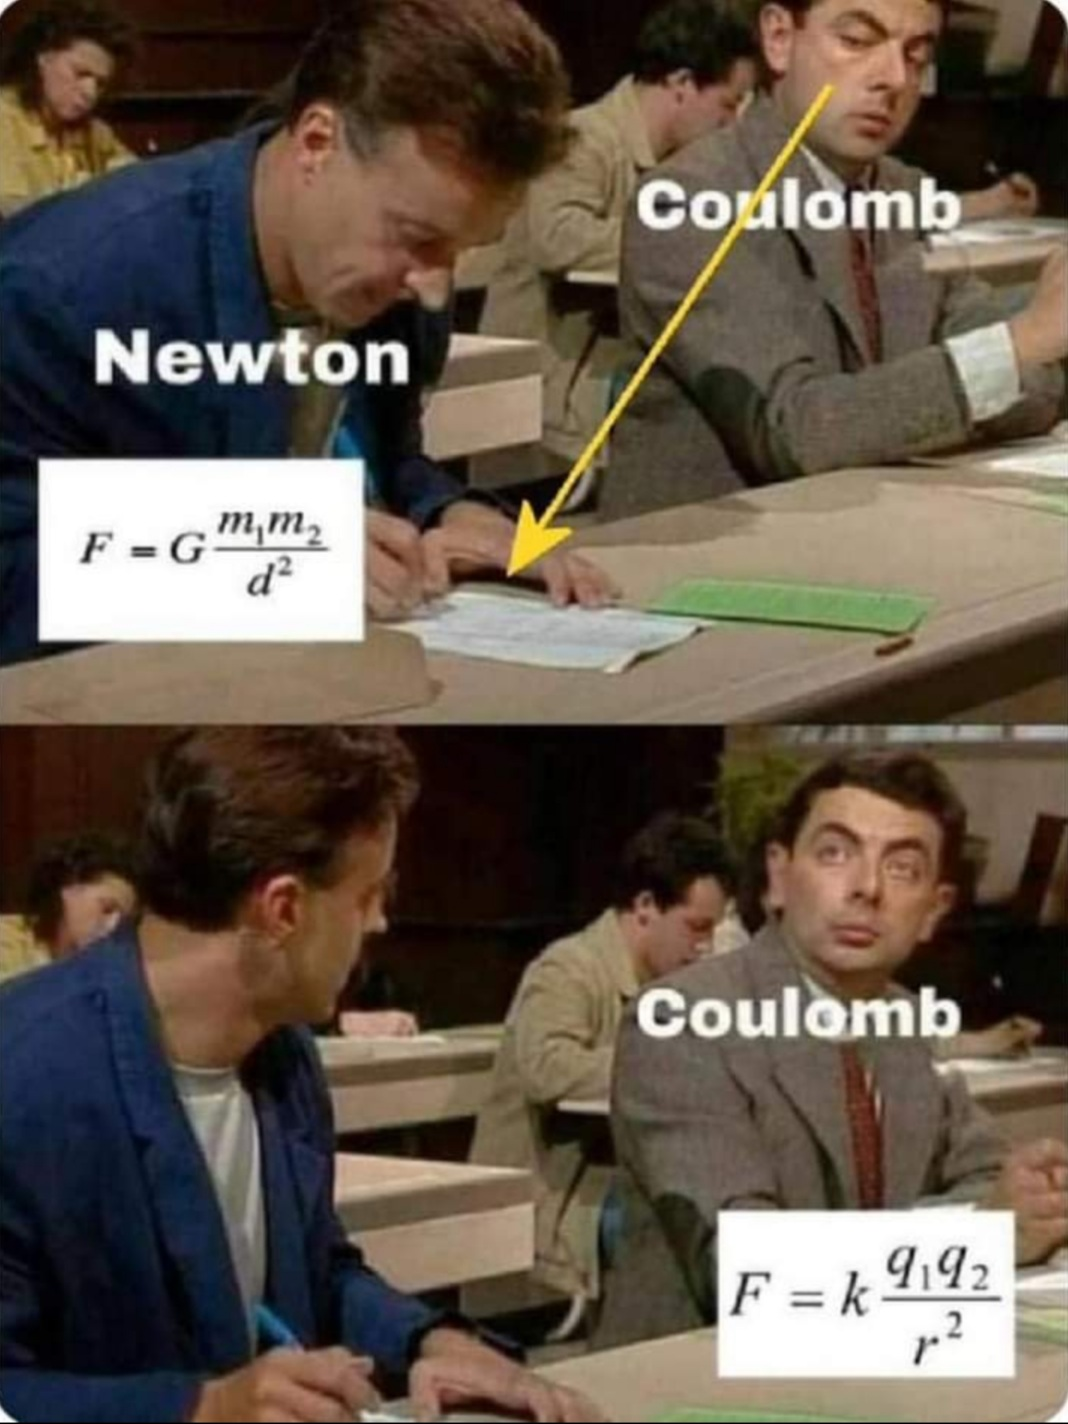 Coulomb
Newton
F = G m₁m₂ / d²
Coulomb
F = k q₁q₂ / r²